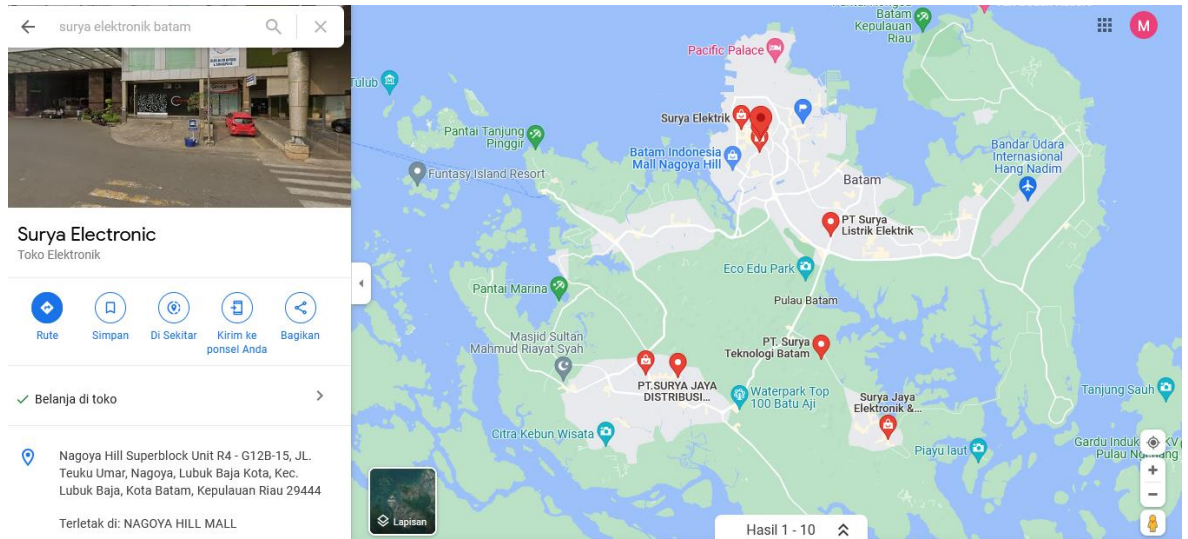 surya elektronik batam
Surya Electronic
Toko Elektronik
Rute
Simpan
Di Sekitar
Kirim ke
ponsel Anda
Bagikan
Belanja di toko
Nagoya Hill Superblock Unit R4 - G12B-15, JL.
Teuku Umar, Nagoya, Lubuk Baja Kota, Kec.
Lubuk Baja, Kota Batam, Kepulauan Riau 29444
Terletak di: NAGOYA HILL MALL
Batam
Kepulauan
Riau
M
Pacific Palace
Tulub
Surya Elektrik
Pantai Tanjung
Pinggir
Batam Indonesia
Mall Nagoya Hill
Funtasy Island Resort
Bandar Udara
Internasional
Hang Nadim
Batam
PT Surya
Listrik Elektrik
Eco Edu Park
Pantai Marina
Pulau Batam
Masjid Sultan
Mahmud Riayat Syah
PT. Surya
Teknologi Batam
PT.SURYA JAYA
DISTRIBUSI...
Waterpark Top
100 Batu Aji
Surya Jaya
Elektronik &...
Tanjung Sauh
Citra Kebun Wisata
Piayu laut
Gardu Induk KV
Pulau
Lapisan
Hasil 1 - 10